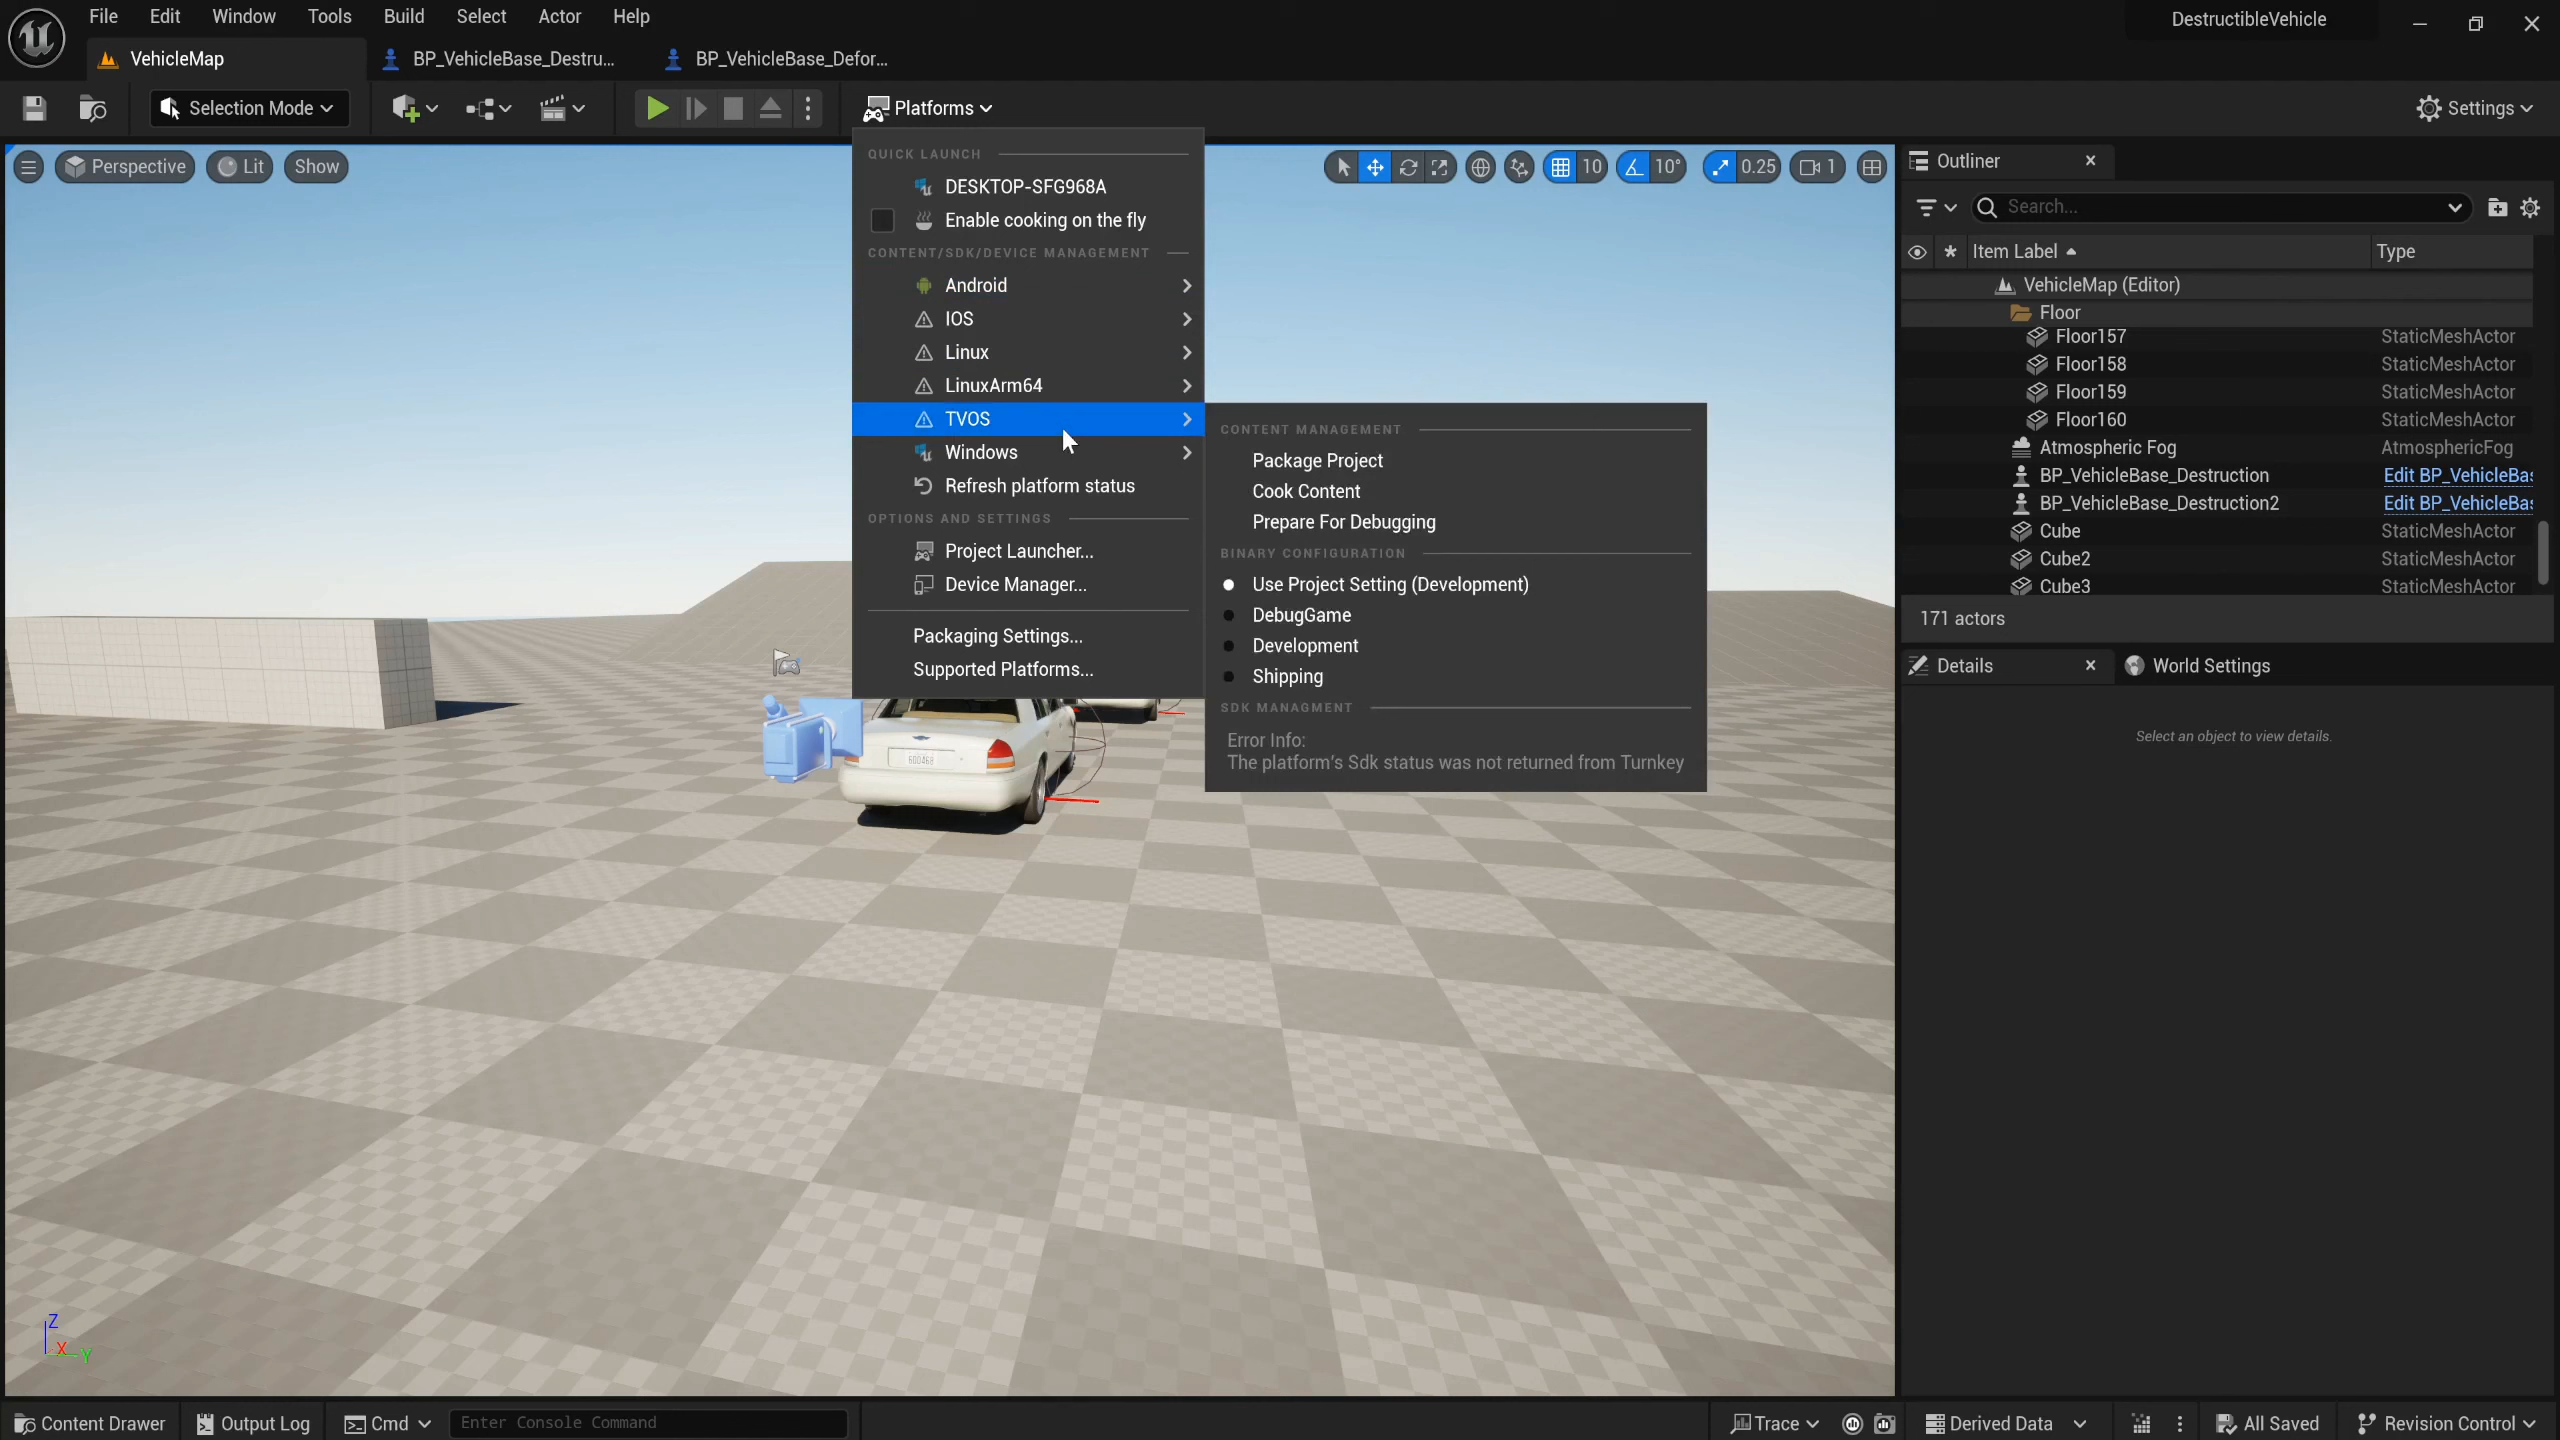 File Edit Window Tools Build Select Actor Help
DestructibleVehicle
VehicleMap
BP_VehicleBase_Destru...
BP_VehicleBase_Defor...
Selection Mode
Platforms
Settings
Perspective
Lit
Show
10
10°
0.25
1
QUICK LAUNCH
DESKTOP-SFG968A
Enable cooking on the fly
CONTENT/SDK/DEVICE MANAGEMENT
Android
IOS
Linux
LinuxArm64
TVOS
Windows
Refresh platform status
OPTIONS AND SETTINGS
Project Launcher...
Device Manager...
Packaging Settings...
Supported Platforms...
CONTENT MANAGEMENT
Package Project
Cook Content
Prepare For Debugging
BINARY CONFIGURATION
Use Project Setting (Development)
DebugGame
Development
Shipping
SDK MANAGMENT
Error Info:
The platform's Sdk status was not returned from Turnkey
Outliner
Search...
Item Label Type
VehicleMap (Editor)
Floor
Floor157 StaticMeshActor
Floor158 StaticMeshActor
Floor159 StaticMeshActor
Floor160 StaticMeshActor
Atmospheric Fog AtmosphericFog
BP_VehicleBase_Destruction Edit BP_VehicleBas
BP_VehicleBase_Destruction2 Edit BP_VehicleBas
Cube StaticMeshActor
Cube2 StaticMeshActor
Cube3 StaticMeshActor
171 actors
Details
World Settings
Select an object to view details.
Z
X
Y
Content Drawer
Output Log
Cmd
Enter Console Command
Trace
Derived Data
All Saved
Revision Control